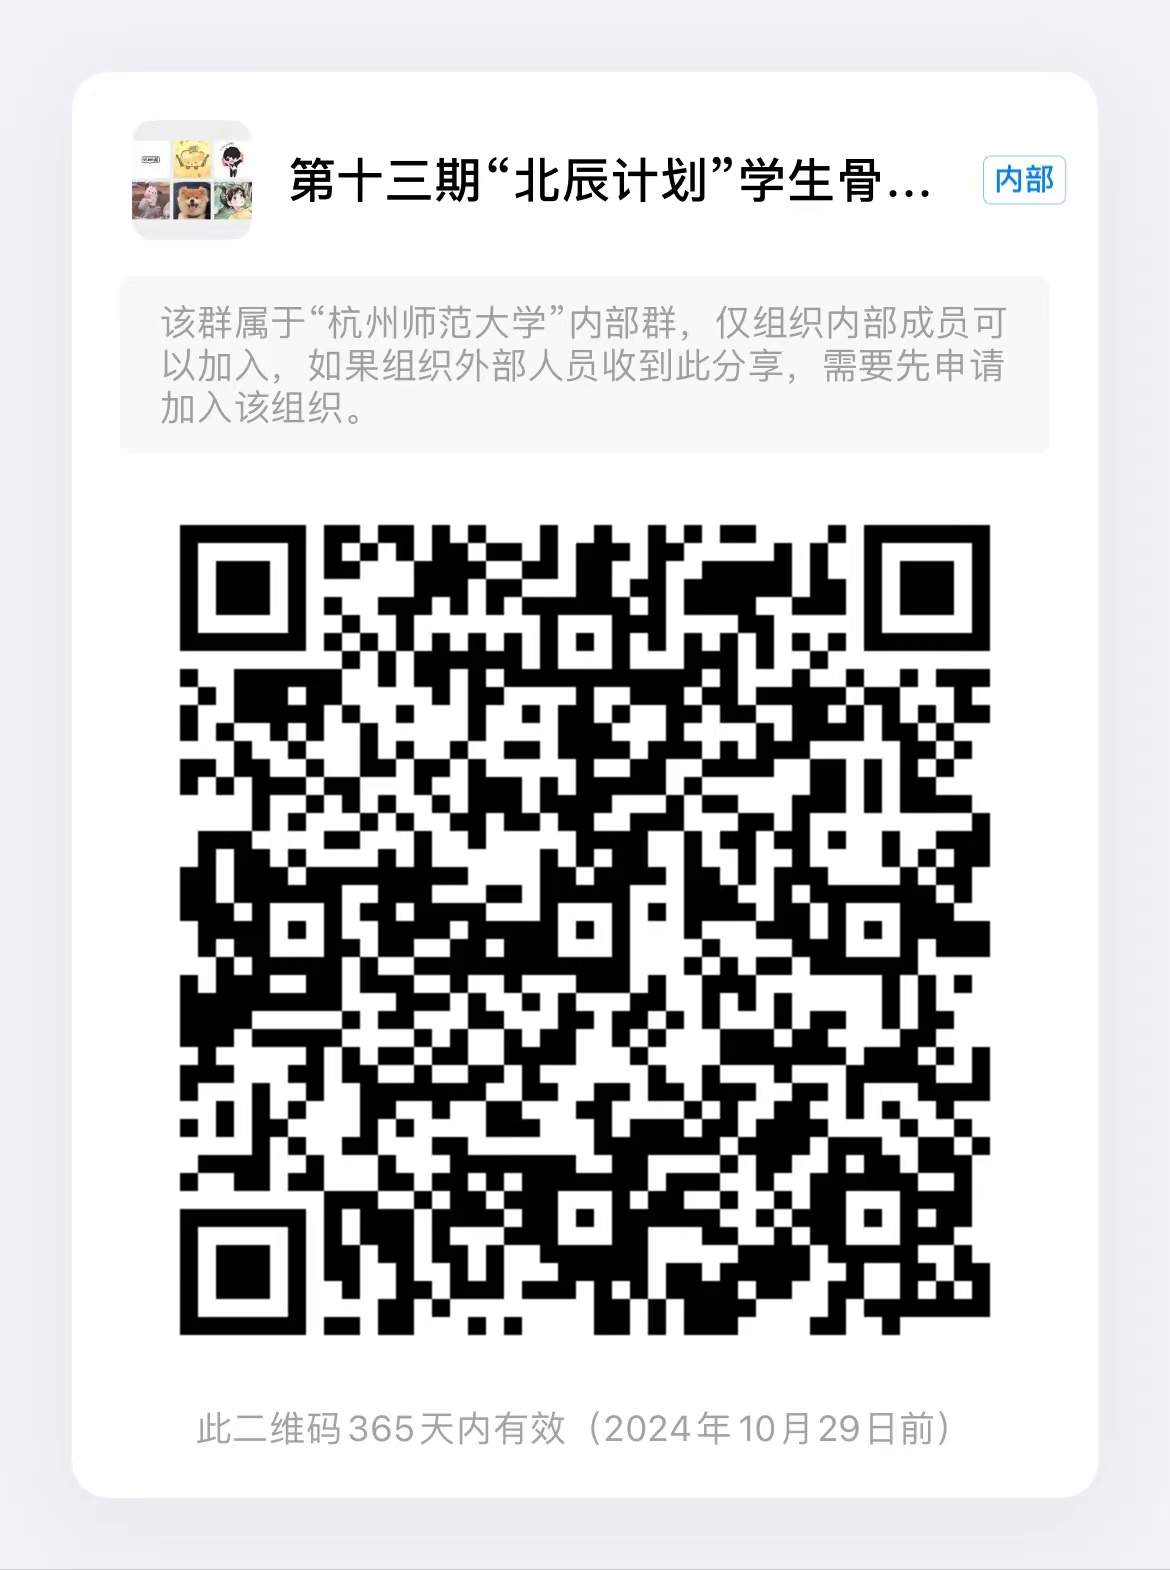 第十三期“北辰计划”学生骨...
内部
该群属于“杭州师范大学”内部群，仅组织内部成员可
以加入，如果组织外部人员收到此分享，需要先申请
加入该组织。
此二维码365天内有效（2024年10月29日前）